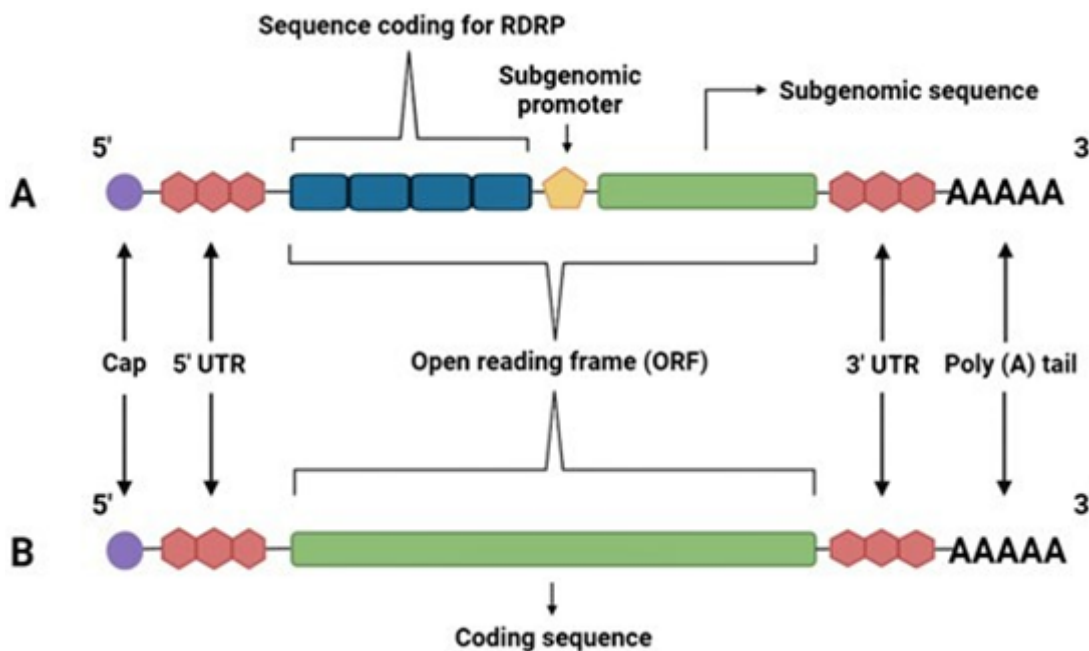 Sequence coding for RDRP
Subgenomic
promoter
Subgenomic sequence
5'
3
A
AAAAA
Cap
5' UTR
Open reading frame (ORF)
3' UTR
Poly (A) tail
5'
3
B
AAAAA
Coding sequence